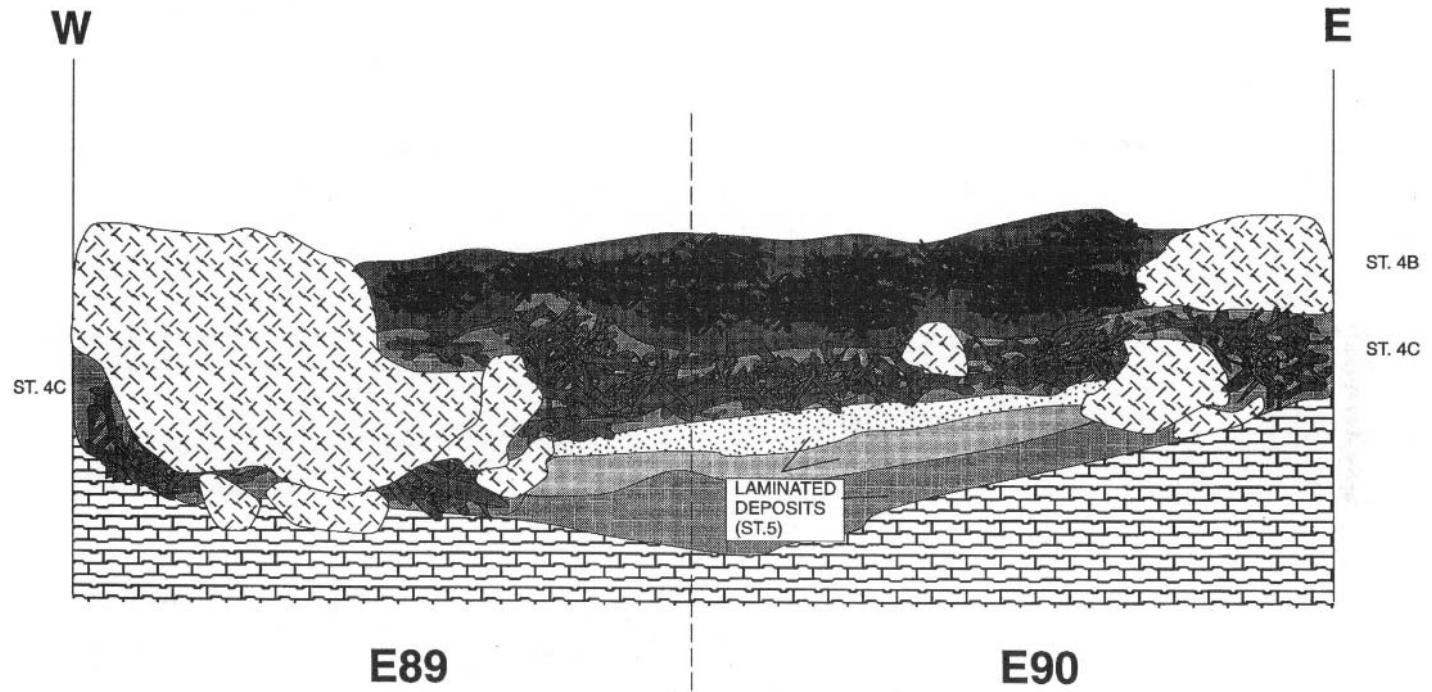 W
E
ST. 4B
ST. 4C
ST. 4C
LAMINATED
DEPOSITS
(ST.5)
E89
E90